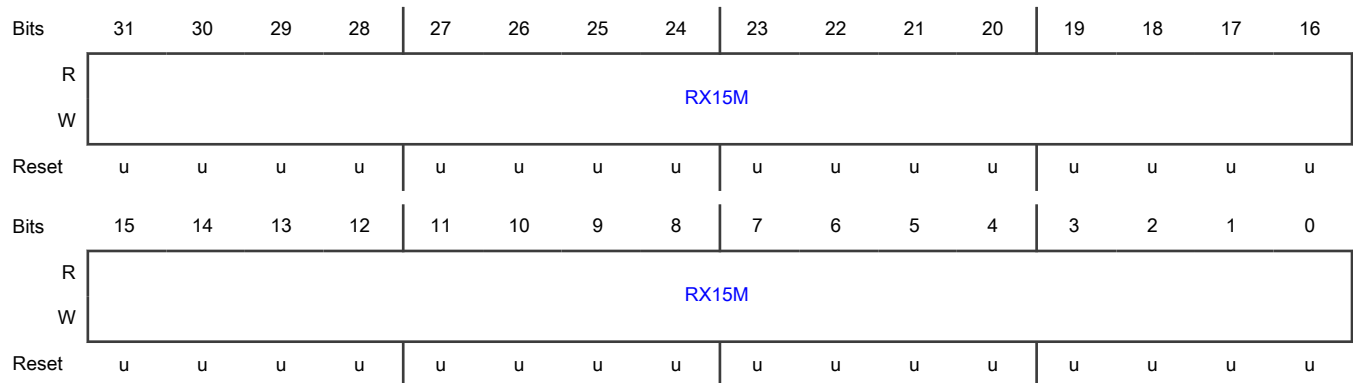 Bits 31 30 29 28 27 26 25 24 23 22 21 20 19 18 17 16
R
RX15M
W
Reset u u u u u u u u u u u u u u u u
Bits 15 14 13 12 11 10 9 8 7 6 5 4 3 2 1 0
R
RX15M
W
Reset u u u u u u u u u u u u u u u u